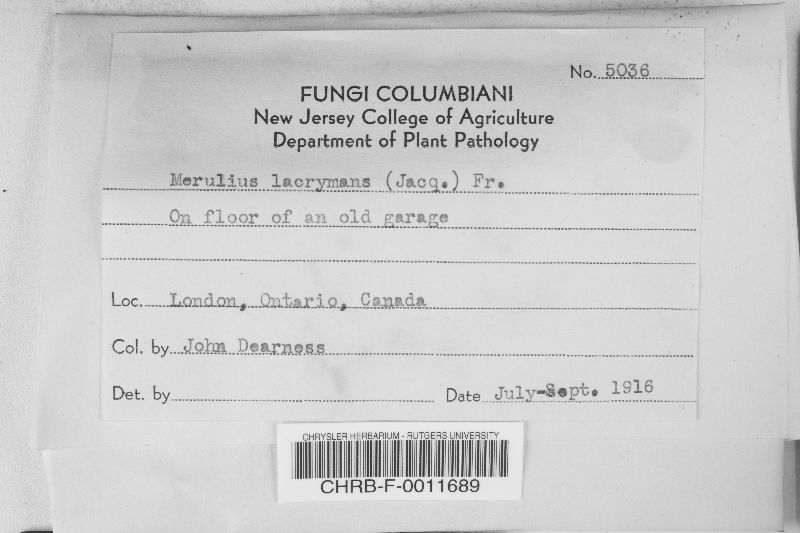 No. 5036
FUNGI COLUMBIANI
New Jersey College of Agriculture
Department of Plant Pathology
Merulius lacrymans (Jacq.) Fr.
On floor of an old garage
Loc. London, Ontario, Canada
Col. by John Dearness
Det. by
Date July-Sept. 1916
CHRYSLER HERBARIUM - RUTGERS UNIVERSITY
CHRB-F-0011689